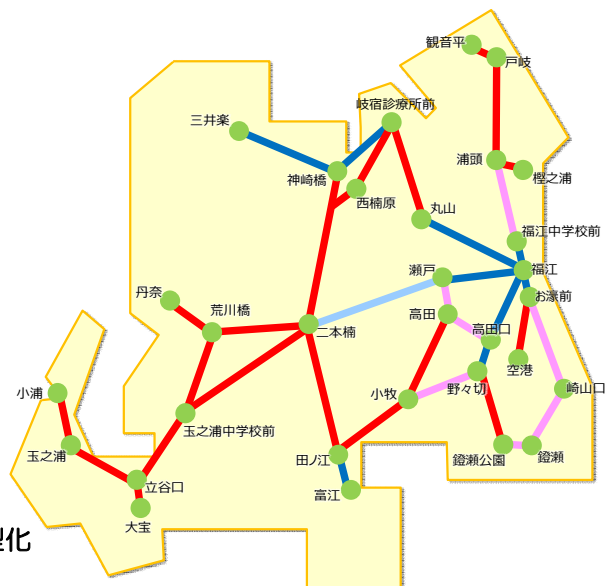 観音平
戸岐
岐宿診療所前
三井楽
浦頭
樫之浦
神崎橋
西楠原
丸山
福江中学校前
瀬戸
福江
丹奈
お濠前
荒川橋
高田
二本楠
高田口
空港
小浦
小牧
野々切
崎山口
玉之浦中学校前
玉之浦
田ノ江
鐙瀬公園
鐙瀬
立谷口
富江
大宝
型化